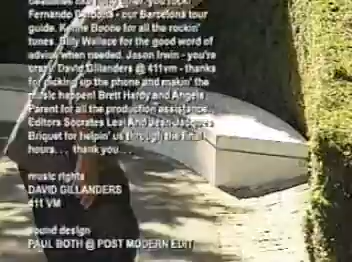 Fernando - our Barcelona tour
guide. Boone for all the rockin'
tunes. Billy Wallace for the good word of
advice when needed. Jason Irwin - you're
crazy. David Gillanders @ 411vm - thanks
for picking up the phone and makin' the
music happen! Brett Hardy and Angela
Parent for all the production assistance.
Editors Socrates Leal And Jean-Jacques
Briquet for helpin' us through the final
hours. . . thank you. . .
music rights
DAVID GILLANDERS
411 VM
sound design
PAUL BOTH @ POST MODERN EDIT